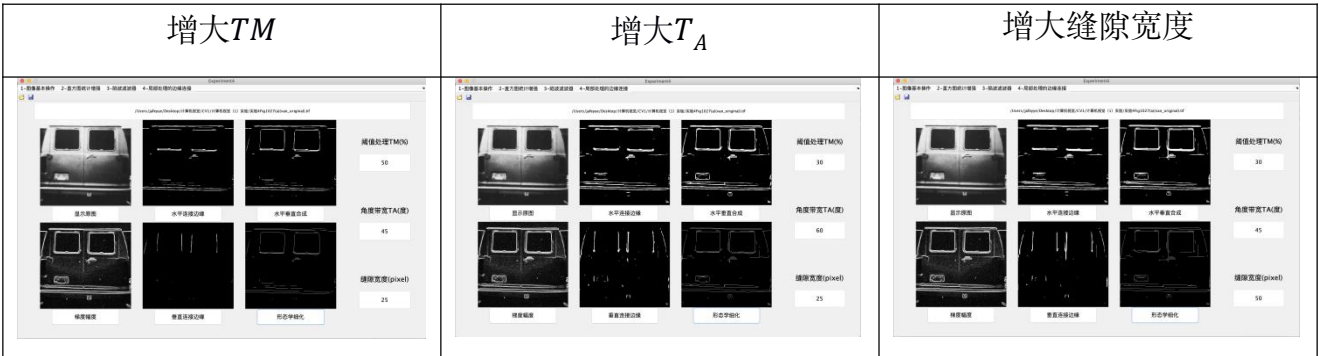 增大TM
增大T_A
增大缝隙宽度
Experiment4
1-图像基本操作 2-直方图统计增强 3-陷波滤波器 4-局部处理的边缘连接
阈值处理TM(%)
50
显示原图
水平连接边缘
水平垂直合成
角度带宽TA(度)
45
缝隙宽度(pixel)
25
梯度幅度
垂直连接边缘
形态学细化
Experiment4
1-图像基本操作 2-直方图统计增强 3-陷波滤波器 4-局部处理的边缘连接
阈值处理TM(%)
30
显示原图
水平连接边缘
水平垂直合成
角度带宽TA(度)
60
缝隙宽度(pixel)
25
梯度幅度
垂直连接边缘
形态学细化
Experiment4
1-图像基本操作 2-直方图统计增强 3-陷波滤波器 4-局部处理的边缘连接
阈值处理TM(%)
30
显示原图
水平连接边缘
水平垂直合成
角度带宽TA(度)
45
缝隙宽度(pixel)
50
梯度幅度
垂直连接边缘
形态学细化